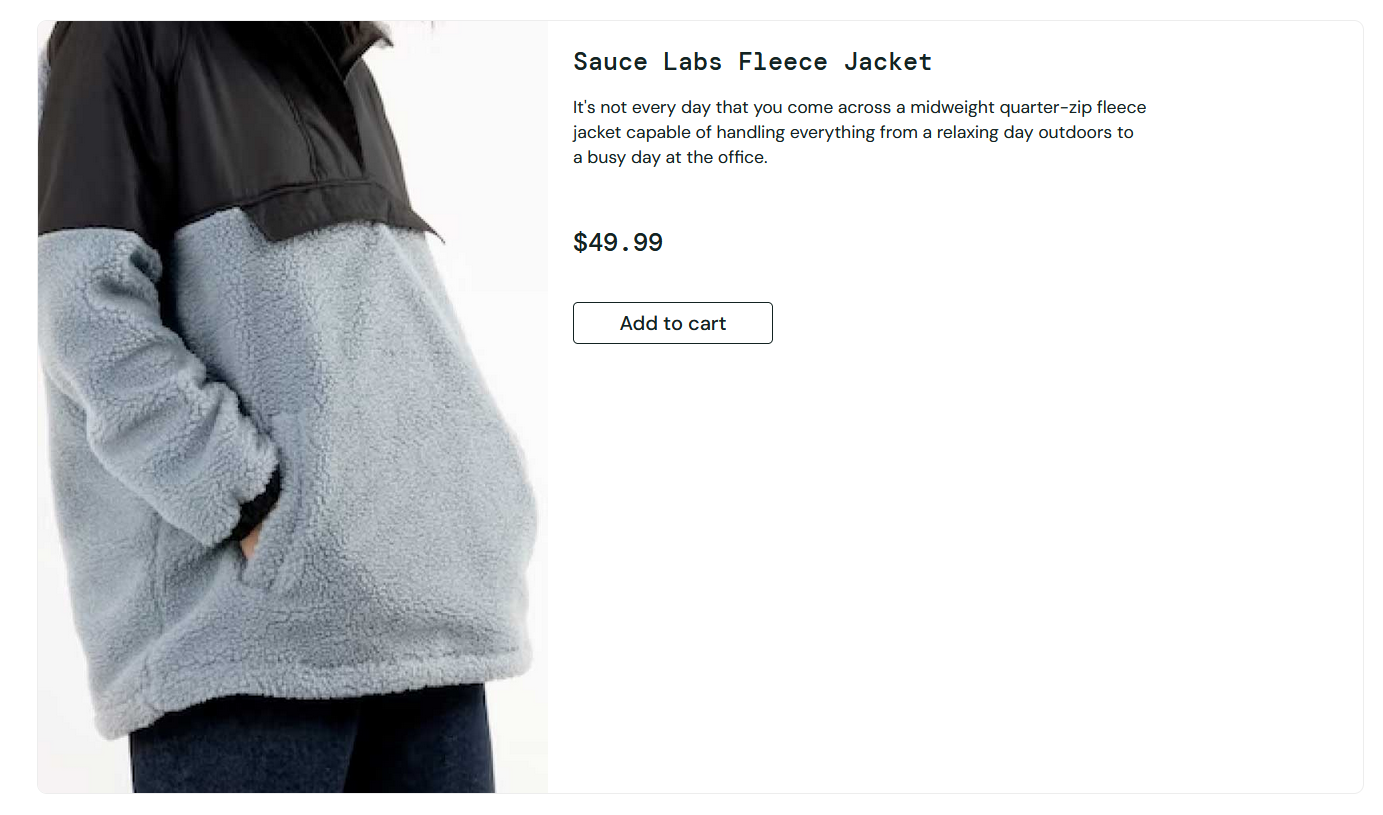 Sauce Labs Fleece Jacket
It's not every day that you come across a midweight quarter-zip fleece
jacket capable of handling everything from a relaxing day outdoors to
a busy day at the office.
$49.99
Add to cart